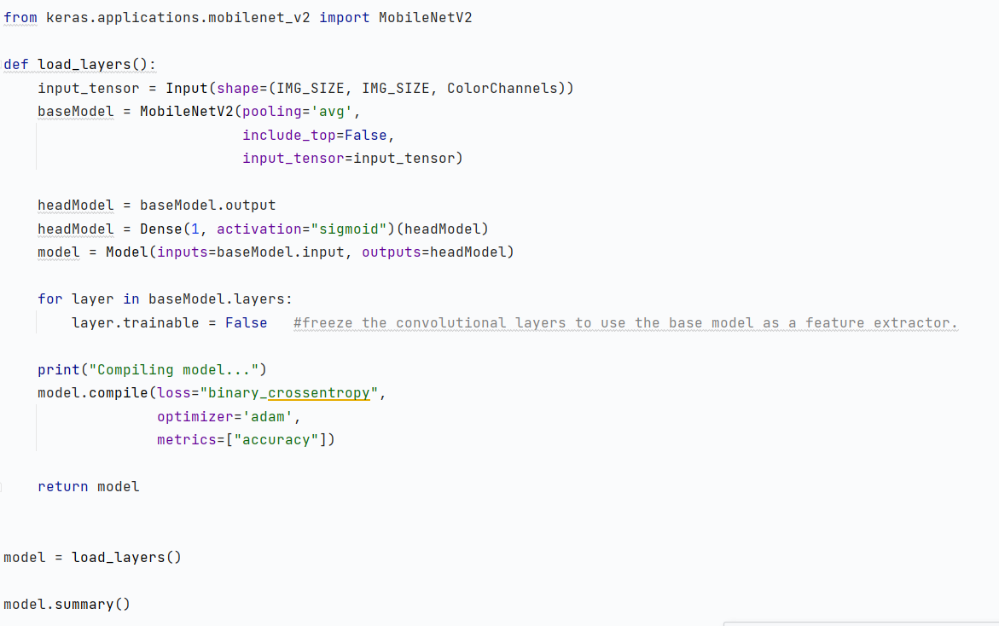 from keras.applications.mobilenet_v2 import MobileNetV2
def load_layers():
    input_tensor = Input(shape=(IMG_SIZE, IMG_SIZE, ColorChannels))
    baseModel = MobileNetV2(pooling='avg',
                            include_top=False,
                            input_tensor=input_tensor)
    headModel = baseModel.output
    headModel = Dense(1, activation="sigmoid")(headModel)
    model = Model(inputs=baseModel.input, outputs=headModel)
    for layer in baseModel.layers:
        layer.trainable = False   #freeze the convolutional layers to use the base model as a feature extractor.
    print("Compiling model...")
    model.compile(loss="binary_crossentropy",
                  optimizer='adam',
                  metrics=["accuracy"])
    return model
model = load_layers()
model.summary()